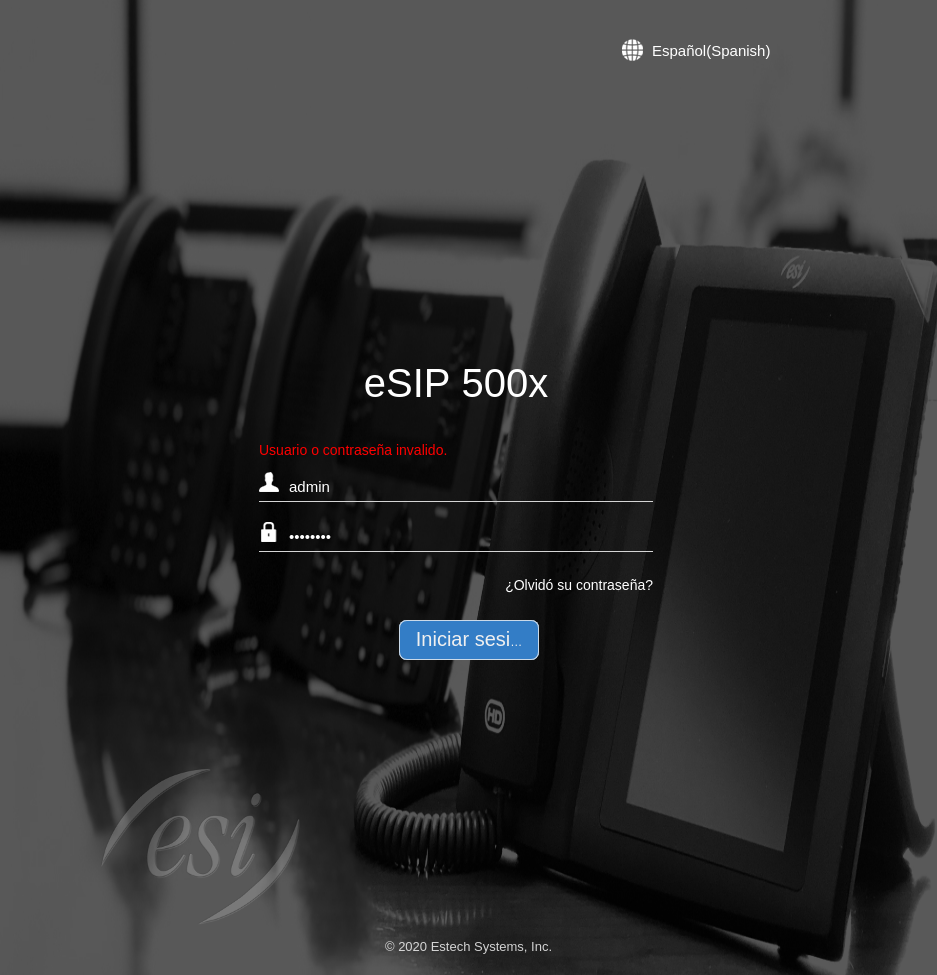 Español(Spanish)
esi
eSIP 500x
Usuario o contraseña invalido.
admin
••••••••
¿Olvidó su contraseña?
Iniciar sesi...
HD
esi
© 2020 Estech Systems, Inc.